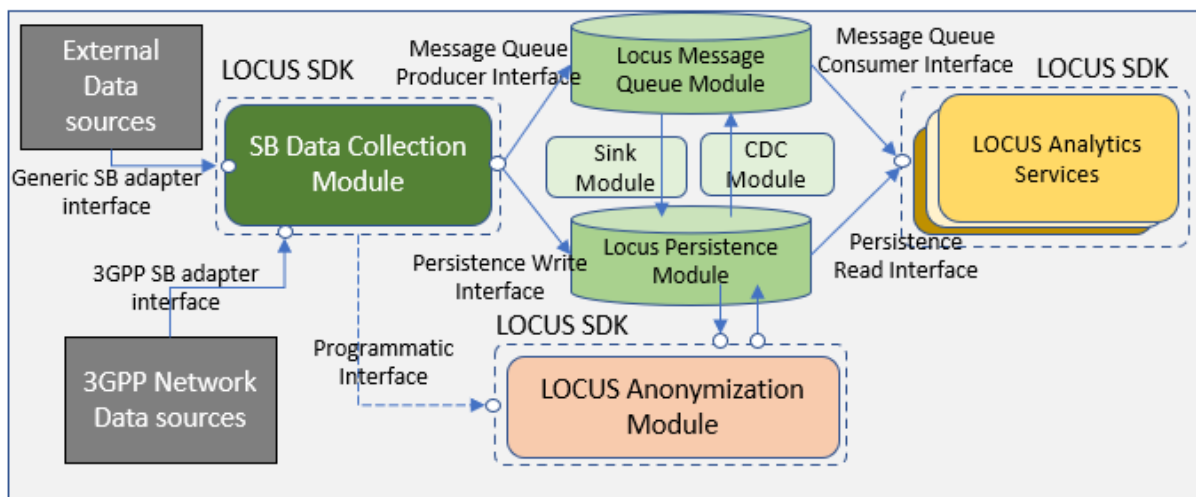 External
Data
sources
LOCUS SDK
Message Queue
Producer Interface
Locus Message
Queue Module
Message Queue
Consumer Interface
LOCUS SDK
SB Data Collection
Module
Sink
Module
CDC
Module
LOCUS Analytics
Services
Generic SB adapter
interface
3GPP SB adapter
interface
Persistence Write
Interface
Locus Persistence
Module
Persistence
Read Interface
3GPP Network
Data sources
Programmatic
Interface
LOCUS SDK
LOCUS Anonymization
Module